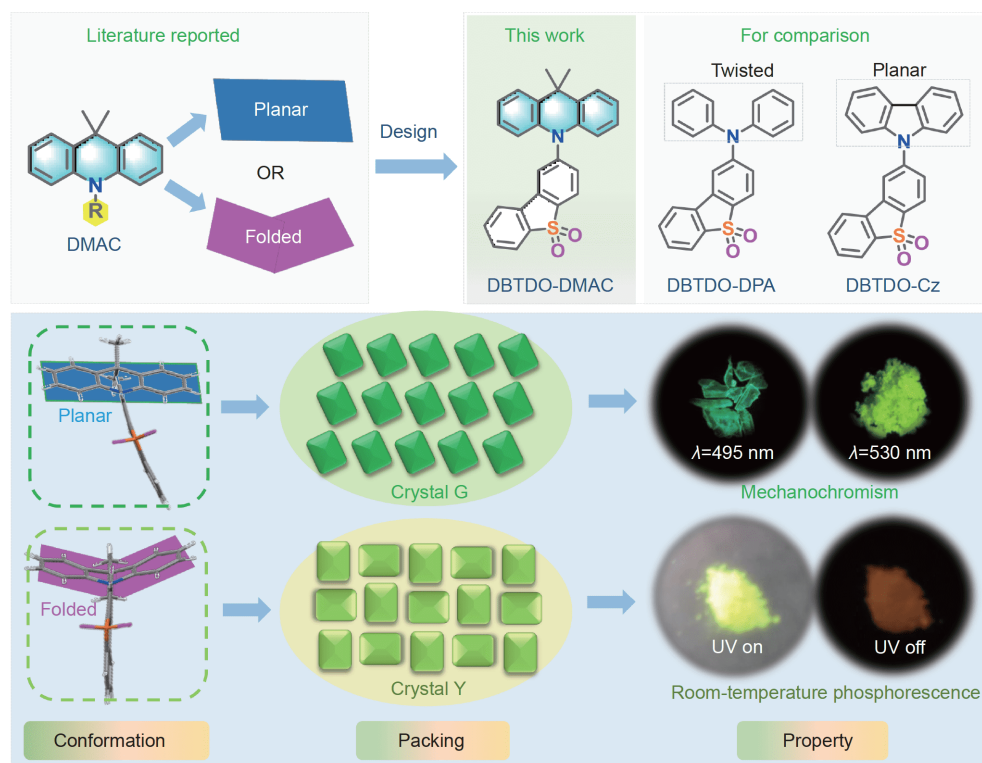 Literature reported
This work
For comparison
Planar
OR
Folded
N
R
DMAC
Design
N
S
O
O
DBTDO-DMAC
Twisted
N
S
O
O
DBTDO-DPA
Planar
N
S
O
O
DBTDO-Cz
Planar
Crystal G
λ=495 nm
λ=530 nm
Mechanochromism
Folded
Crystal Y
UV on
UV off
Room-temperature phosphorescence
Conformation
Packing
Property